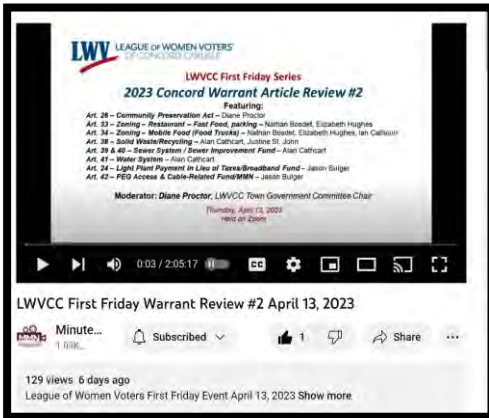 LWV LEAGUE OF WOMEN VOTERS®
OF CONCORD CARLISLE
LWVCC First Friday Series
2023 Concord Warrant Article Review #2
Featuring:
Art. 26 – Community Preservation Act – Diane Proctor
Art. 33 – Zoning – Restaurant – Fast Food, parking – Nathan Bosdet, Elizabeth Hughes
Art. 34 – Zoning – Mobile Food (Food Trucks) – Nathan Bosdet, Elizabeth Hughes, Ian Calhoun
Art. 38 – Solid Waste/Recycling – Alan Cathcart, Justine St. John
Art. 39 & 40 – Sewer System / Sewer Improvement Fund – Alan Cathcart
Art. 41 – Water System – Alan Cathcart
Art. 24 – Light Plant Payment in Lieu of Taxes/Broadband Fund – Jason Bulger
Art. 42 – PEG Access & Cable-Related Fund/MMN – Jason Bulger
Moderator: Diane Proctor, LWVCC Town Government Committee Chair
Thursday, April 13, 2023
Held on Zoom
0:03 / 2:05:17
CC
LWVCC First Friday Warrant Review #2 April 13, 2023
MMN
Minute...
Subscribed
1
Share
...
129 views 6 days ago
League of Women Voters First Friday Event April 13, 2023 Show more